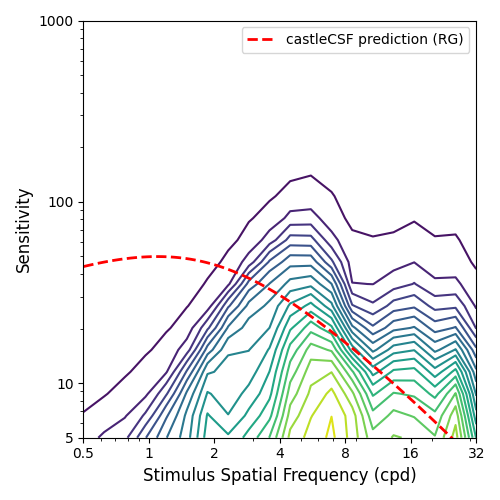 1000
castleCSF prediction (RG)
100
Sensitivity
10
5
0.5 1 2 4 8 16 32
Stimulus Spatial Frequency (cpd)